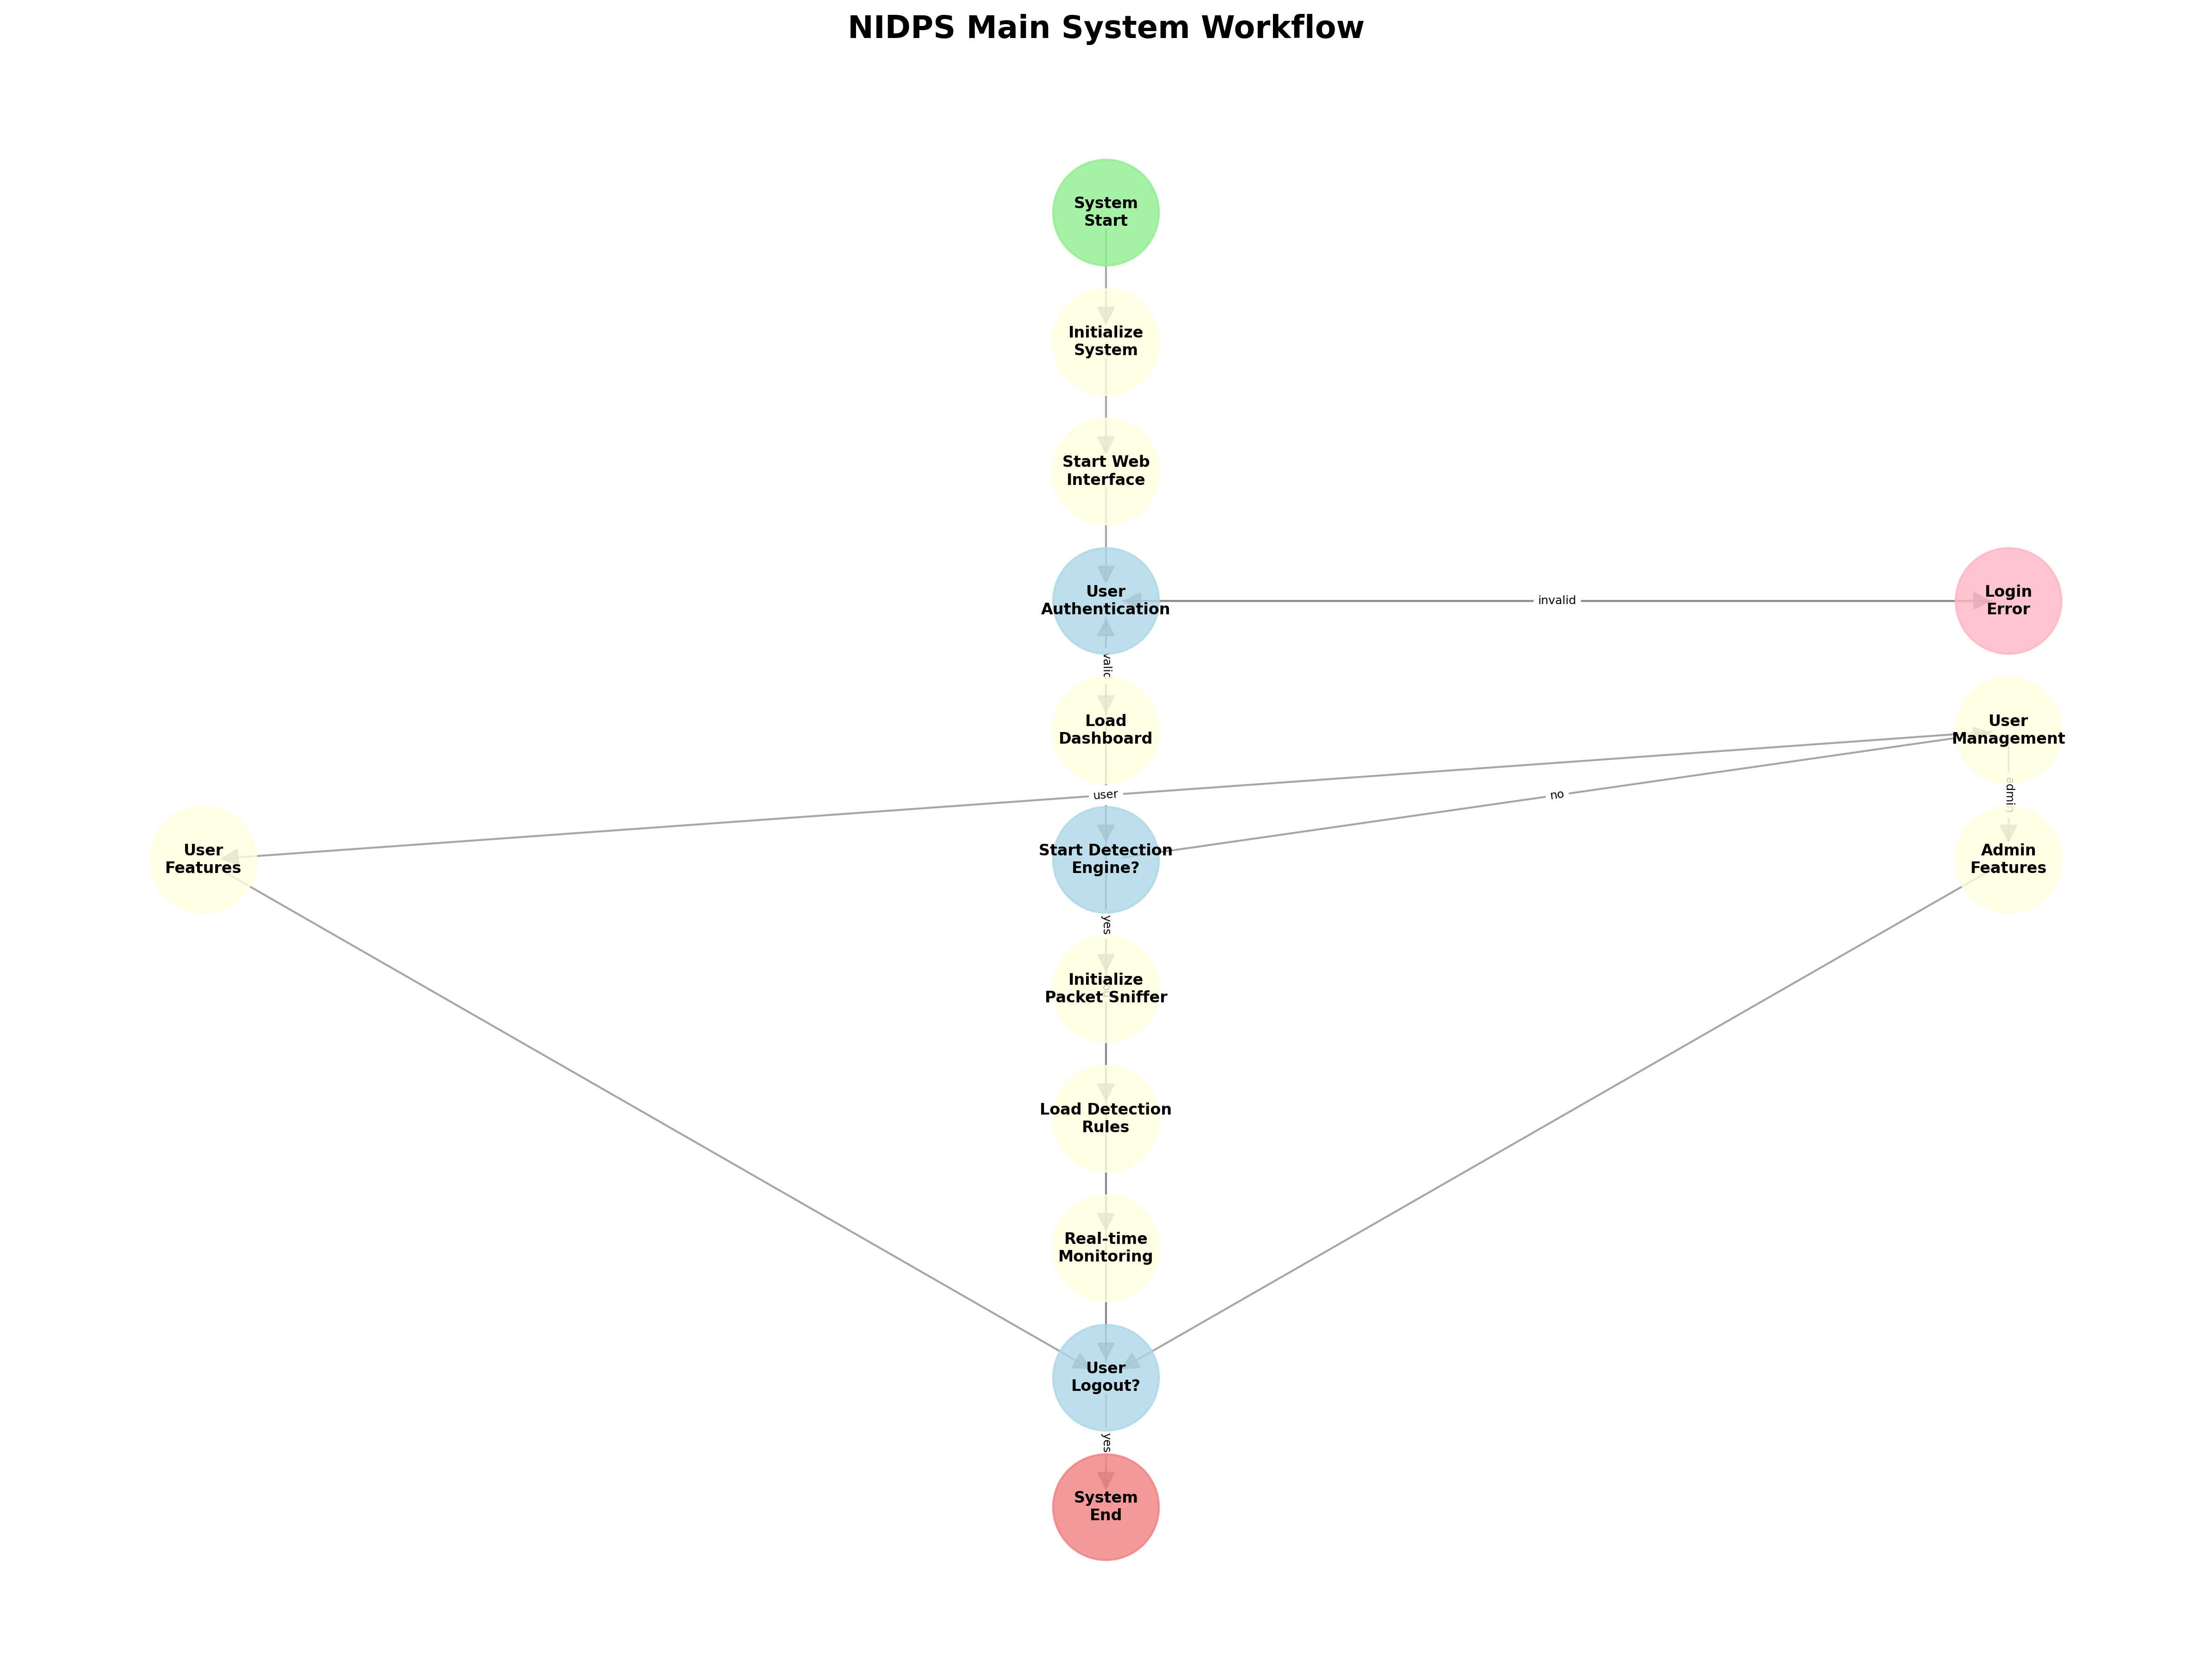 NIDPS Main System Workflow
System
Start
Initialize
System
Start Web
Interface
User
Authentication
invalid
Login
Error
valid
Load
Dashboard
User
Management
user
no
admin
User
Features
Start Detection
Engine?
Admin
Features
yes
Initialize
Packet Sniffer
Load Detection
Rules
Real-time
Monitoring
User
Logout?
yes
System
End